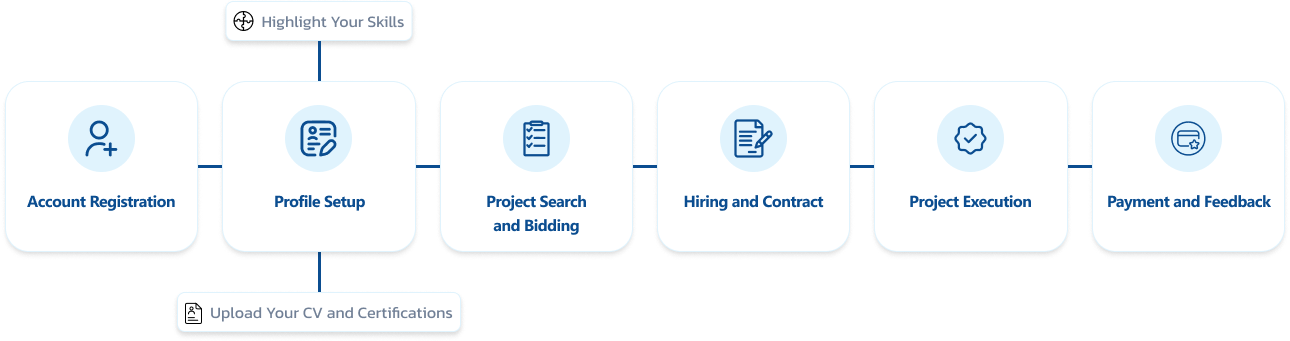 Highlight Your Skills
Account Registration
Profile Setup
Project Search
and Bidding
Hiring and Contract
Project Execution
Payment and Feedback
Upload Your CV and Certifications